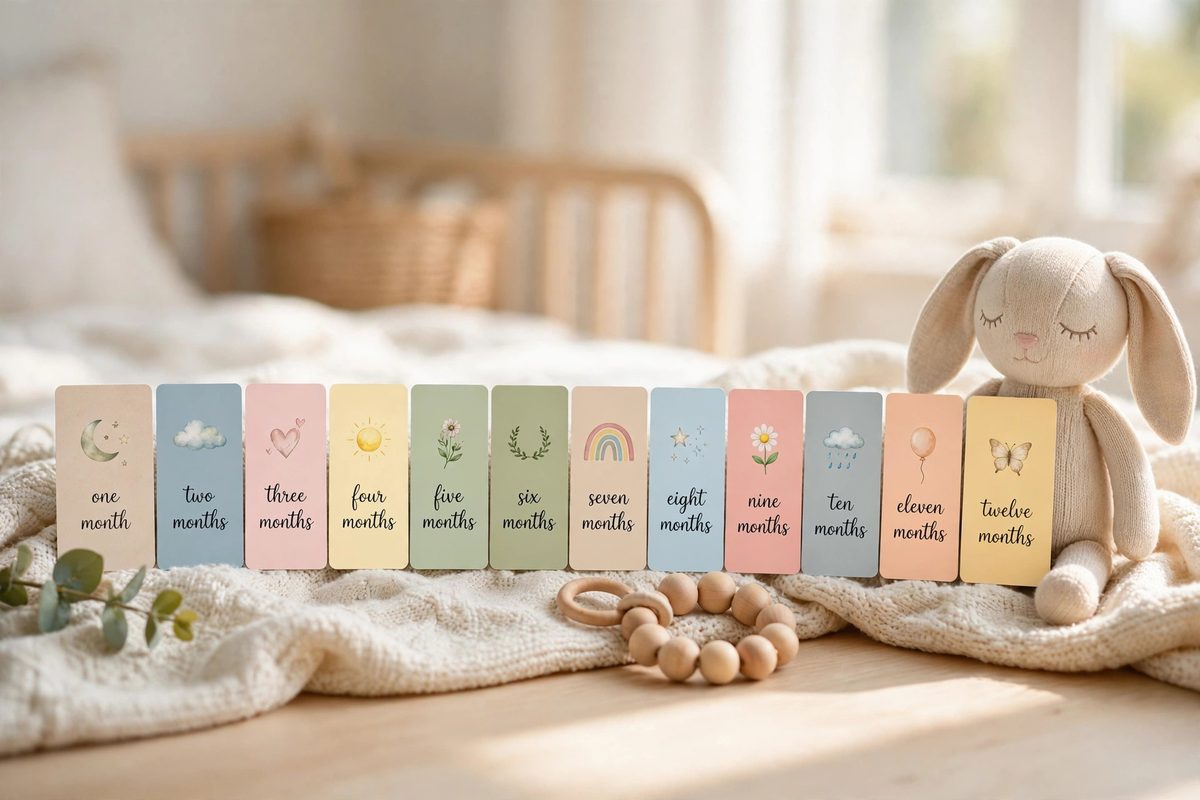 one
month
two
months
three
months
four
months
five
months
six
months
seven
months
eight
months
nine
months
ten
months
eleven
months
twelve
months